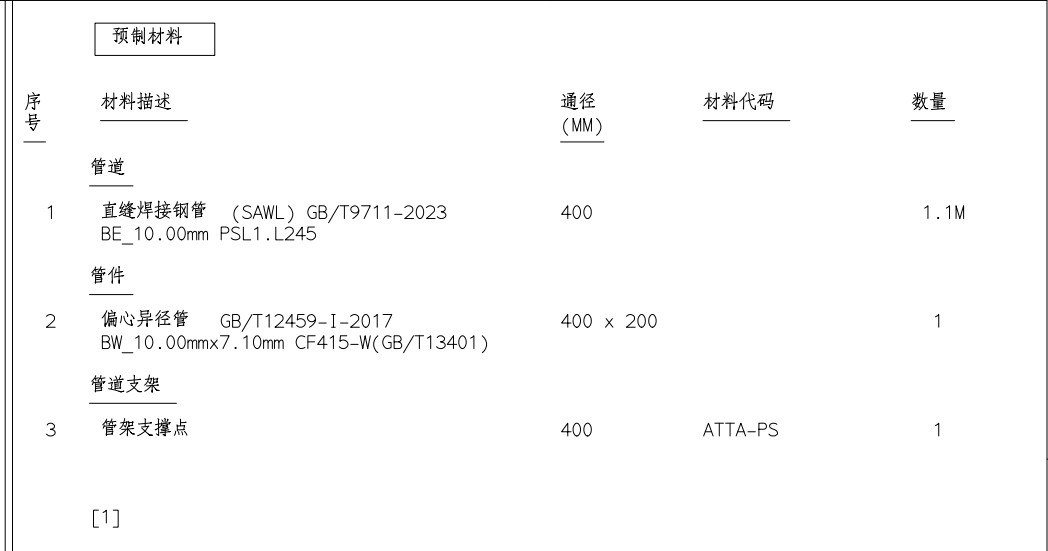 预制材料
序号 材料描述 通径(MM) 材料代码 数量
管道
1 直缝焊接钢管 (SAWL) GB/T9711-2023 400 1.1M
BE_10.00mm PSL1.L245
管件
2 偏心异径管 GB/T12459-I-2017 400 x 200 1
BW_10.00mmx7.10mm CF415-W(GB/T13401)
管道支架
3 管架支撑点 400 ATTA-PS 1
[1]